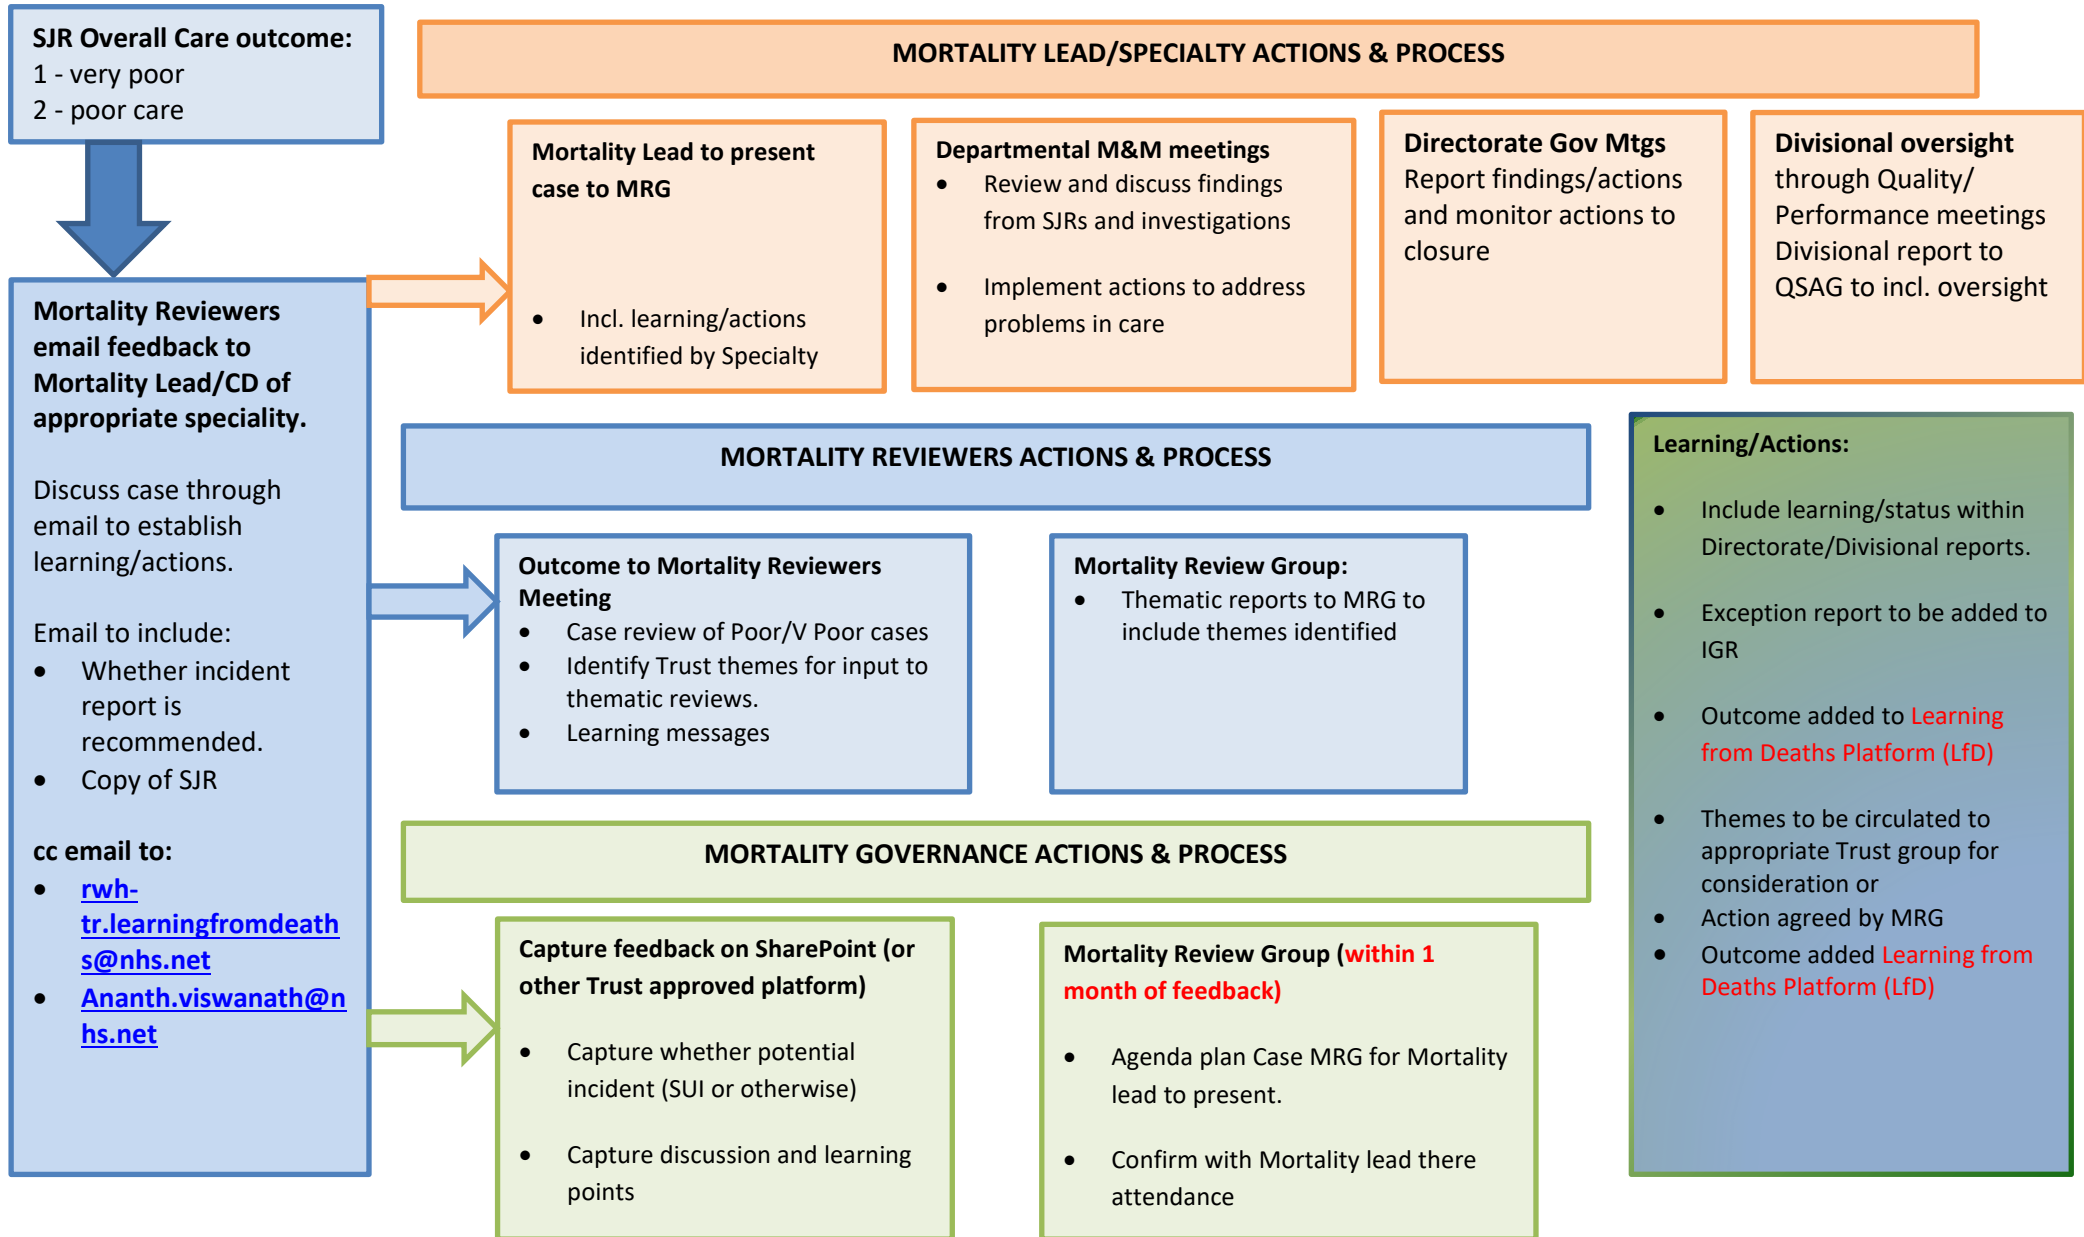 SJR Overall Care outcome:
1 - very poor
2 - poor care
Mortality Reviewers
email feedback to
Mortality Lead/CD of
appropriate speciality.
Discuss case through
email to establish
learning/actions.
Email to include:
• Whether incident
report is
recommended.
• Copy of SJR
cc email to:
• rwh-
tr.learningfromdeath
s@nhs.net
• Ananth.viswanath@n
hs.net
MORTALITY LEAD/SPECIALTY ACTIONS & PROCESS
Mortality Lead to present
case to MRG
• Incl. learning/actions
identified by Specialty
Departmental M&M meetings
• Review and discuss findings
from SJRs and investigations
• Implement actions to address
problems in care
Directorate Gov Mtgs
Report findings/actions
and monitor actions to
closure
Divisional oversight
through Quality/
Performance meetings
Divisional report to
QSAG to incl. oversight
MORTALITY REVIEWERS ACTIONS & PROCESS
Outcome to Mortality Reviewers
Meeting
• Case review of Poor/V Poor cases
• Identify Trust themes for input to
thematic reviews.
• Learning messages
Mortality Review Group:
• Thematic reports to MRG to
include themes identified
MORTALITY GOVERNANCE ACTIONS & PROCESS
Capture feedback on SharePoint (or
other Trust approved platform)
• Capture whether potential
incident (SUI or otherwise)
• Capture discussion and learning
points
Mortality Review Group (within 1
month of feedback)
• Agenda plan Case MRG for Mortality
lead to present.
• Confirm with Mortality lead there
attendance
Learning/Actions:
• Include learning/status within
Directorate/Divisional reports.
• Exception report to be added to
IGR
• Outcome added to Learning
from Deaths Platform (LfD)
• Themes to be circulated to
appropriate Trust group for
consideration or
• Action agreed by MRG
• Outcome added Learning from
Deaths Platform (LfD)